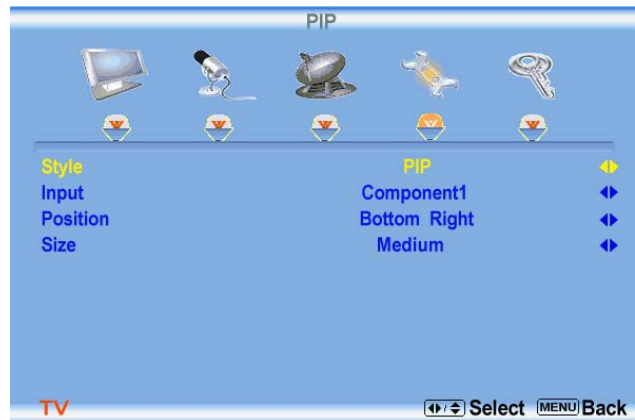 PIP
Style PIP
Input Component1
Position Bottom Right
Size Medium
TV Select MENU Back